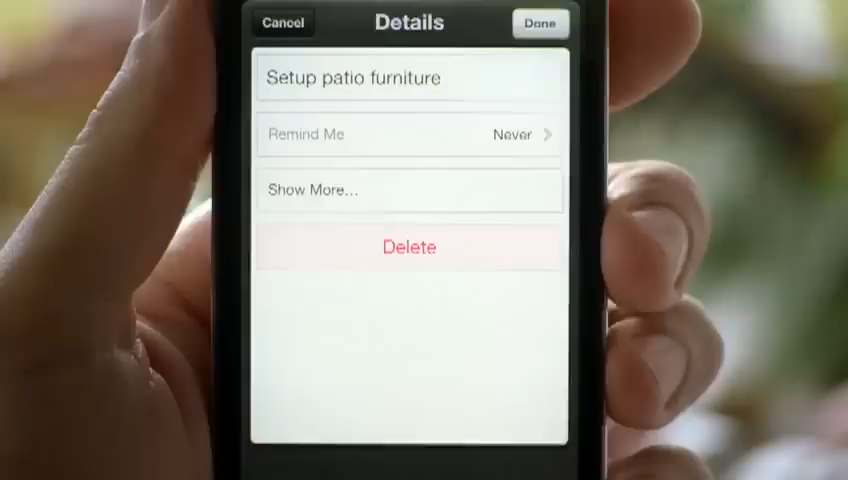 Cancel Details Done
Setup patio furniture
Remind Me Never
Show More...
Delete